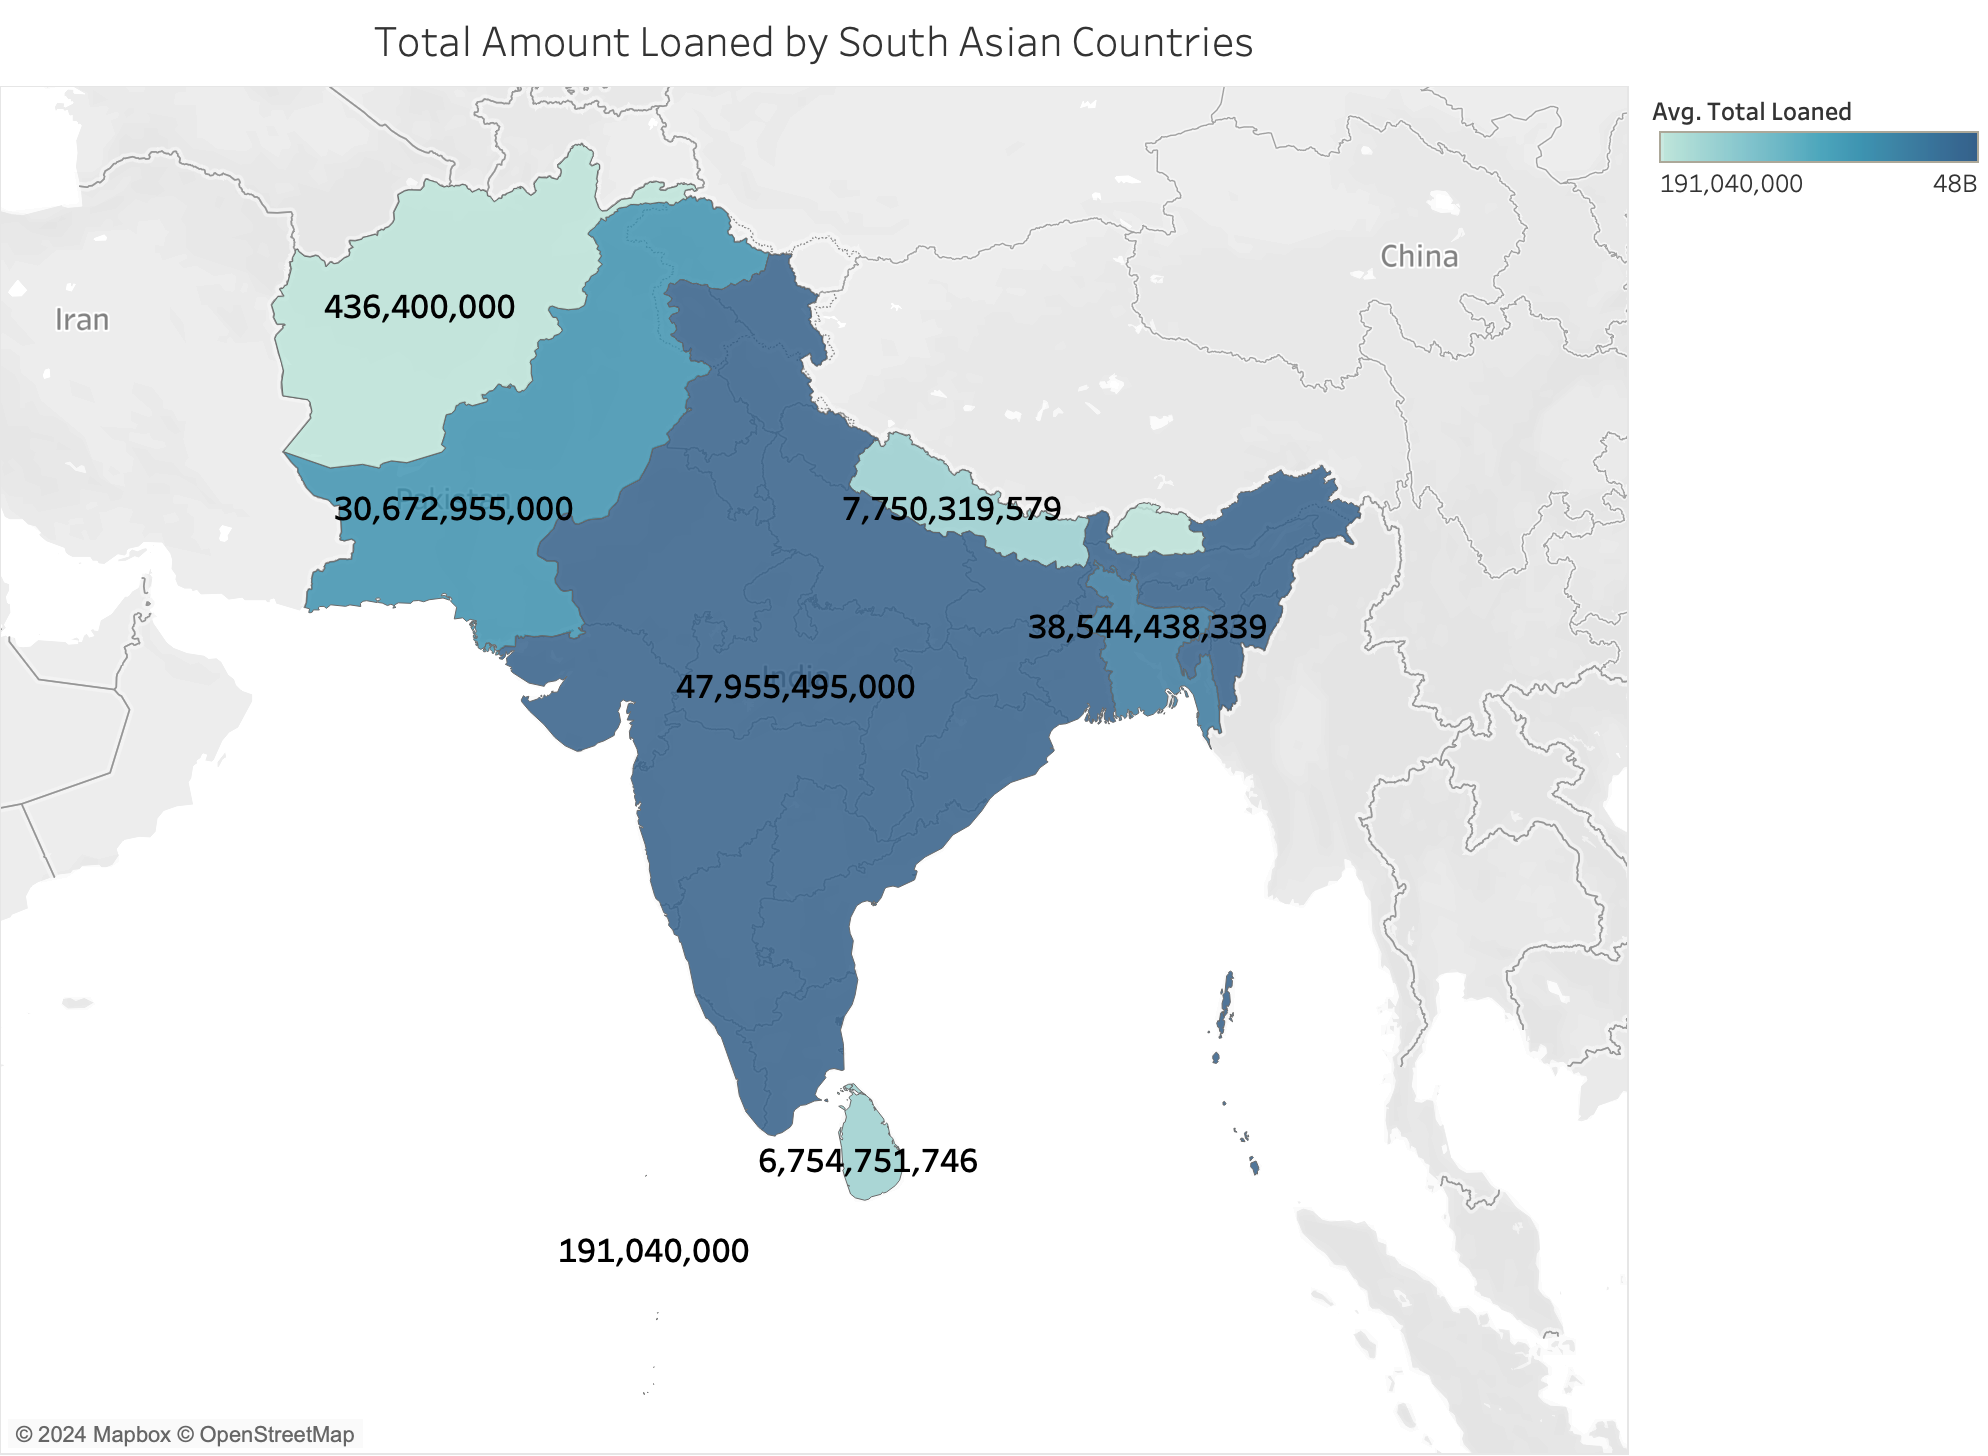 Total Amount Loaned by South Asian Countries
Avg. Total Loaned
191,040,000 48B
China
436,400,000
Iran
Pakistan
30,672,955,000
7,750,319,579
38,544,438,339
India
47,955,495,000
6,754,751,746
191,040,000
© 2024 Mapbox © OpenStreetMap